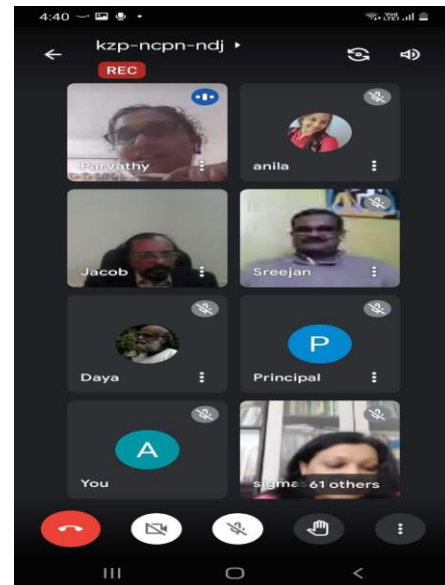 4:40
kzp-ncpn-ndj
REC
Parvathy
anila
Jacob
Sreejan
Daya
P
Principal
A
You
61 others